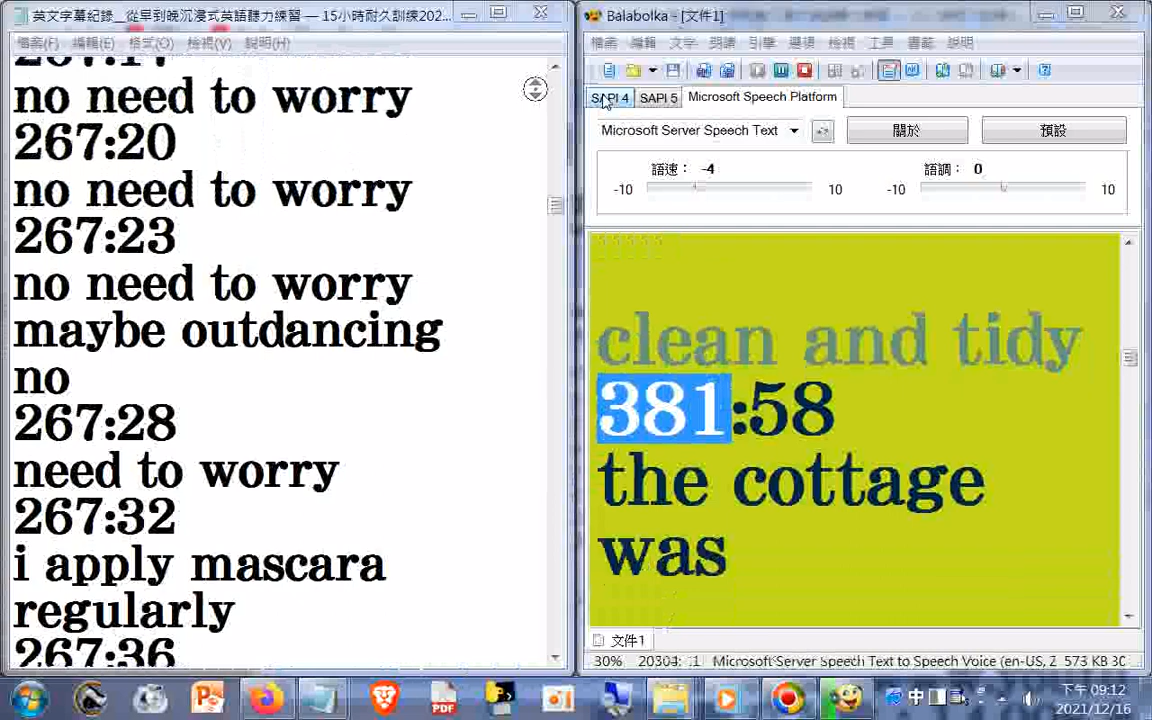 英文字幕紀錄__從早到晚沉浸式英語聽力練習 — 15小時耐久訓練202...
檔案(F) 編輯(E) 格式(O) 檢視(V) 說明(H)
267:17
no need to worry
267:20
no need to worry
267:23
no need to worry
maybe outdancing
no
267:28
need to worry
267:32
i apply mascara
regularly
267:36
Balabolka - [文件1]
檔案 編輯 文字 朗讀 引擎 選項 檢視 工具 書籤 說明
SAPI 4 SAPI 5 Microsoft Speech Platform
Microsoft Server Speech Text 關於 預設
語速： -4 語調： 0
-10 10 -10 10
clean and tidy
381:58
the cottage
was
文件1
30% 20304: 1 Microsoft Server Speech Text to Speech Voice (en-US, Z 573 KB 30
中 下午 09:12
2021/12/16